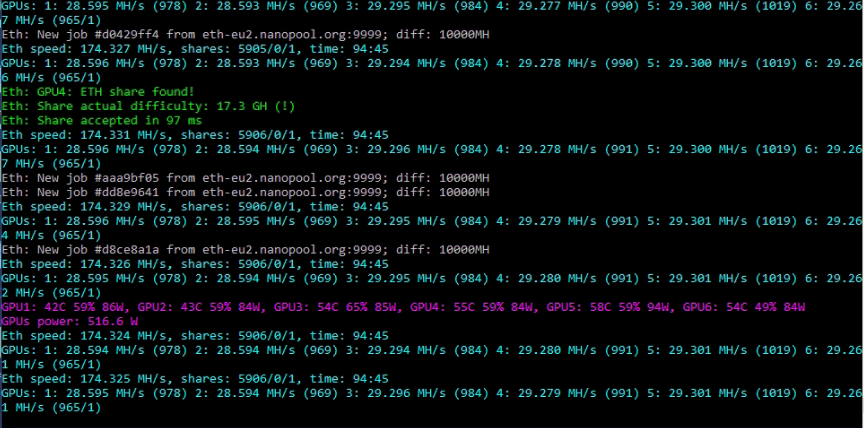 GPUs: 1: 28.595 MH/s (978) 2: 28.593 MH/s (969) 3: 29.295 MH/s (984) 4: 29.277 MH/s (990) 5: 29.300 MH/s (1019) 6: 29.26
7 MH/s (965/1)
Eth: New job #d0429ff4 from eth-eu2.nanopool.org:9999; diff: 10000MH
Eth speed: 174.327 MH/s, shares: 5905/0/1, time: 94:45
GPUs: 1: 28.596 MH/s (978) 2: 28.593 MH/s (969) 3: 29.294 MH/s (984) 4: 29.278 MH/s (990) 5: 29.300 MH/s (1019) 6: 29.26
6 MH/s (965/1)
Eth: GPU4: ETH share found!
Eth: Share actual difficulty: 17.3 GH (!)
Eth: Share accepted in 97 ms
Eth speed: 174.331 MH/s, shares: 5906/0/1, time: 94:45
GPUs: 1: 28.596 MH/s (978) 2: 28.594 MH/s (969) 3: 29.296 MH/s (984) 4: 29.278 MH/s (991) 5: 29.301 MH/s (1019) 6: 29.26
7 MH/s (965/1)
Eth: New job #aaa9bf05 from eth-eu2.nanopool.org:9999; diff: 10000MH
Eth: New job #dd8e9641 from eth-eu2.nanopool.org:9999; diff: 10000MH
Eth speed: 174.329 MH/s, shares: 5906/0/1, time: 94:45
GPUs: 1: 28.596 MH/s (978) 2: 28.595 MH/s (969) 3: 29.296 MH/s (984) 4: 29.279 MH/s (991) 5: 29.301 MH/s (1019) 6: 29.26
4 MH/s (965/1)
Eth: New job #d8ce8a1a from eth-eu2.nanopool.org:9999; diff: 10000MH
Eth speed: 174.326 MH/s, shares: 5906/0/1, time: 94:45
GPUs: 1: 28.595 MH/s (978) 2: 28.594 MH/s (969) 3: 29.295 MH/s (984) 4: 29.280 MH/s (991) 5: 29.301 MH/s (1019) 6: 29.26
2 MH/s (965/1)
GPU1: 42C 59% 86W, GPU2: 43C 59% 84W, GPU3: 54C 65% 85W, GPU4: 55C 59% 84W, GPU5: 58C 59% 94W, GPU6: 54C 49% 84W
GPUs power: 516.6 W
Eth speed: 174.324 MH/s, shares: 5906/0/1, time: 94:45
GPUs: 1: 28.594 MH/s (978) 2: 28.594 MH/s (969) 3: 29.294 MH/s (984) 4: 29.280 MH/s (991) 5: 29.301 MH/s (1019) 6: 29.26
1 MH/s (965/1)
Eth speed: 174.325 MH/s, shares: 5906/0/1, time: 94:45
GPUs: 1: 28.595 MH/s (978) 2: 28.594 MH/s (969) 3: 29.296 MH/s (984) 4: 29.279 MH/s (991) 5: 29.301 MH/s (1019) 6: 29.26
1 MH/s (965/1)